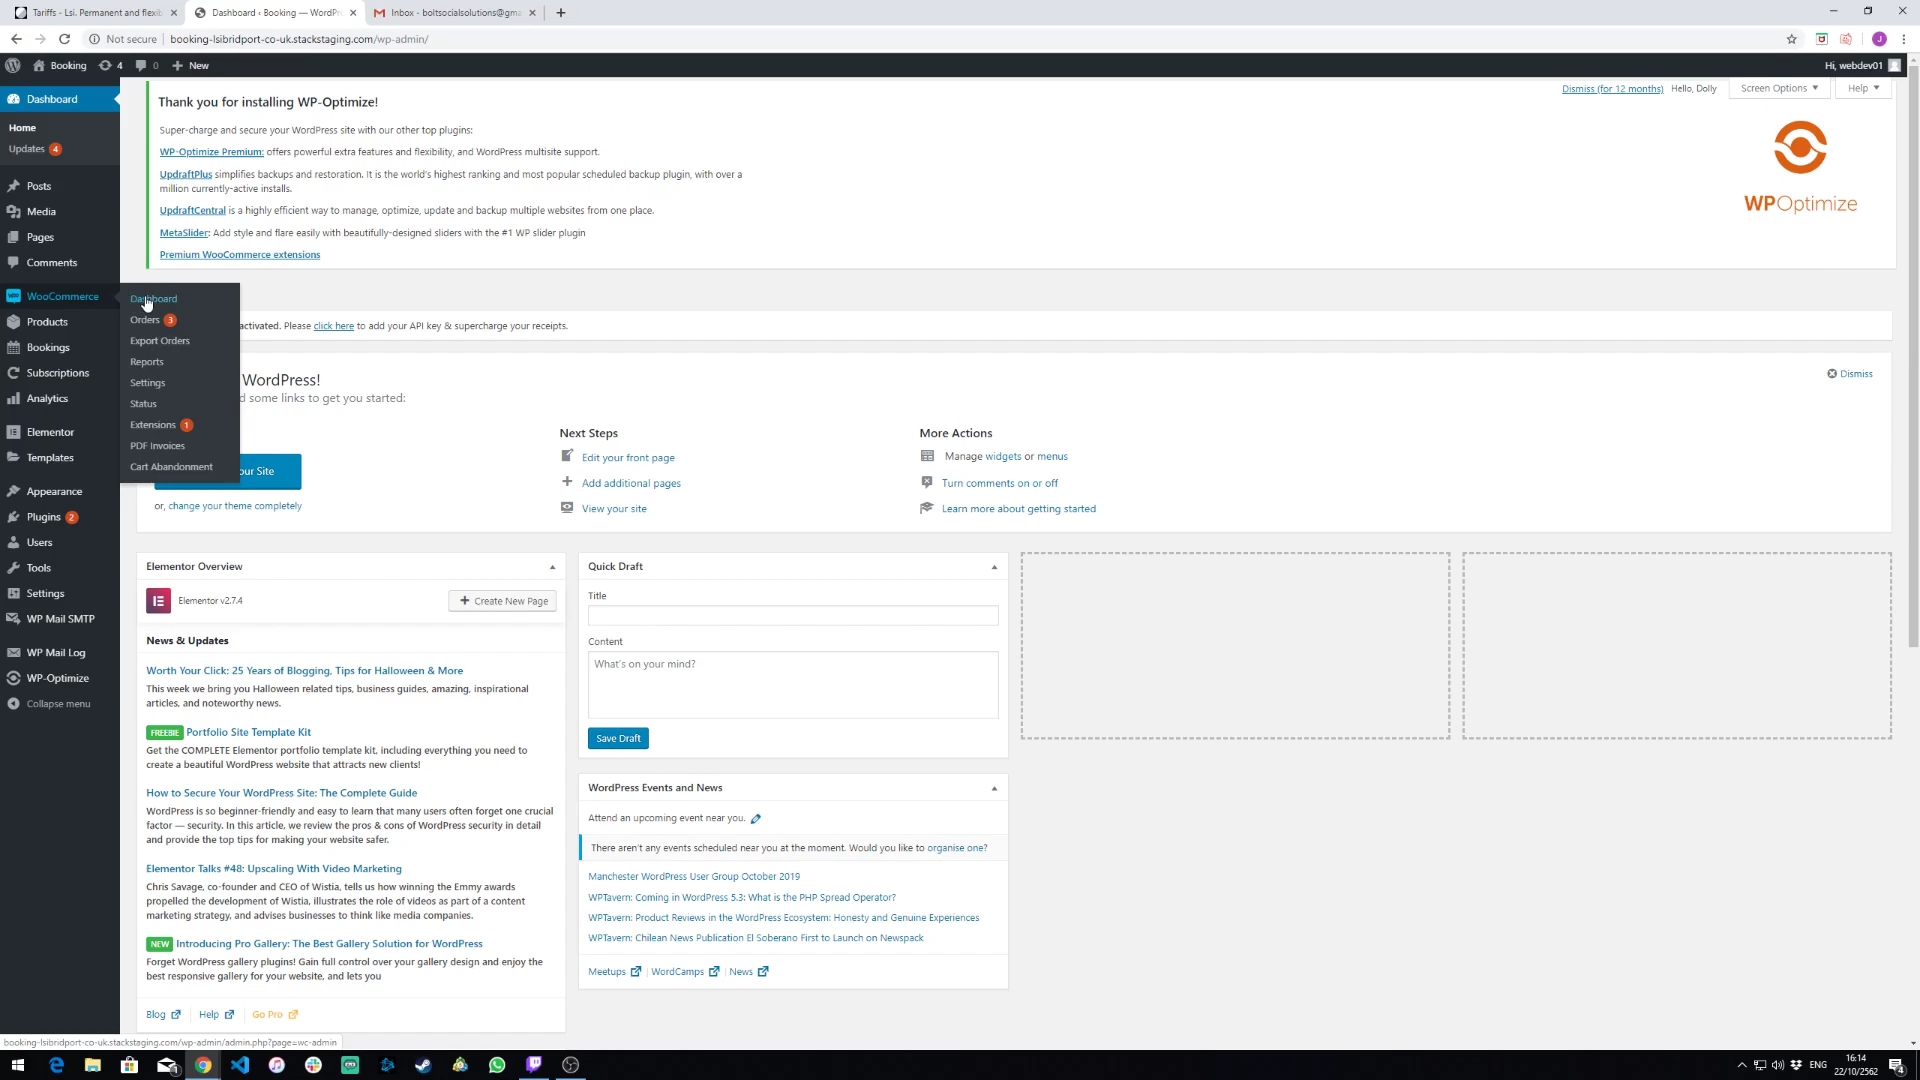 Tariffs - Lsi. Permanent and flexib
Dashboard ‹ Booking — WordPr
Inbox - boltsocialsolutions@gma
Not secure
booking-lsibridport-co-uk.stackstaging.com/wp-admin/
J
Booking
4
0
New
Hi, webdev01
Dashboard
Home
Updates 4
Posts
Media
Pages
Comments
WooCommerce
Products
Bookings
Subscriptions
Analytics
Elementor
Templates
Appearance
Plugins 2
Users
Tools
Settings
WP Mail SMTP
WP Mail Log
WP-Optimize
Collapse menu
Dashboard
Orders 3
Export Orders
Reports
Settings
Status
Extensions 1
PDF Invoices
Cart Abandonment
Dismiss (for 12 months)
Hello, Dolly
Screen Options
Help
Thank you for installing WP-Optimize!
Super-charge and secure your WordPress site with our other top plugins:
WP-Optimize Premium: offers powerful extra features and flexibility, and WordPress multisite support.
UpdraftPlus simplifies backups and restoration. It is the world's highest ranking and most popular scheduled backup plugin, with over a
million currently-active installs.
UpdraftCentral is a highly efficient way to manage, optimize, update and backup multiple websites from one place.
MetaSlider: Add style and flare easily with beautifully-designed sliders with the #1 WP slider plugin
Premium WooCommerce extensions
WPOptimize
activated. Please click here to add your API key & supercharge your receipts.
WordPress!
d some links to get you started:
Dismiss
our Site
or, change your theme completely
Next Steps
Edit your front page
Add additional pages
View your site
More Actions
Manage widgets or menus
Turn comments on or off
Learn more about getting started
Elementor Overview
Elementor v2.7.4
Create New Page
News & Updates
Worth Your Click: 25 Years of Blogging, Tips for Halloween & More
This week we bring you Halloween related tips, business guides, amazing, inspirational
articles, and noteworthy news.
FREEBIE Portfolio Site Template Kit
Get the COMPLETE Elementor portfolio template kit, including everything you need to
create a beautiful WordPress website that attracts new clients!
How to Secure Your WordPress Site: The Complete Guide
WordPress is so beginner-friendly and easy to learn that many users often forget one crucial
factor — security. In this article, we review the pros & cons of WordPress security in detail
and provide the top tips for making your website safer.
Elementor Talks #48: Upscaling With Video Marketing
Chris Savage, co-founder and CEO of Wistia, tells us how winning the Emmy awards
propelled the development of Wistia, illustrates the role of videos as part of a content
marketing strategy, and advises businesses to think like media companies.
NEW Introducing Pro Gallery: The Best Gallery Solution for WordPress
Forget WordPress gallery plugins! Gain full control over your gallery design and enjoy the
best responsive gallery for your website, and lets you
Blog
Help
Go Pro
Quick Draft
Title
Content
What's on your mind?
Save Draft
WordPress Events and News
Attend an upcoming event near you.
There aren't any events scheduled near you at the moment. Would you like to organise one?
Manchester WordPress User Group October 2019
WPTavern: Coming in WordPress 5.3: What is the PHP Spread Operator?
WPTavern: Product Reviews in the WordPress Ecosystem: Honesty and Genuine Experiences
WPTavern: Chilean News Publication El Soberano First to Launch on Newspack
Meetups
WordCamps
News
booking-lsibridport-co-uk.stackstaging.com/wp-admin/admin.php?page=wc-admin
ENG
16:14
22/10/2562